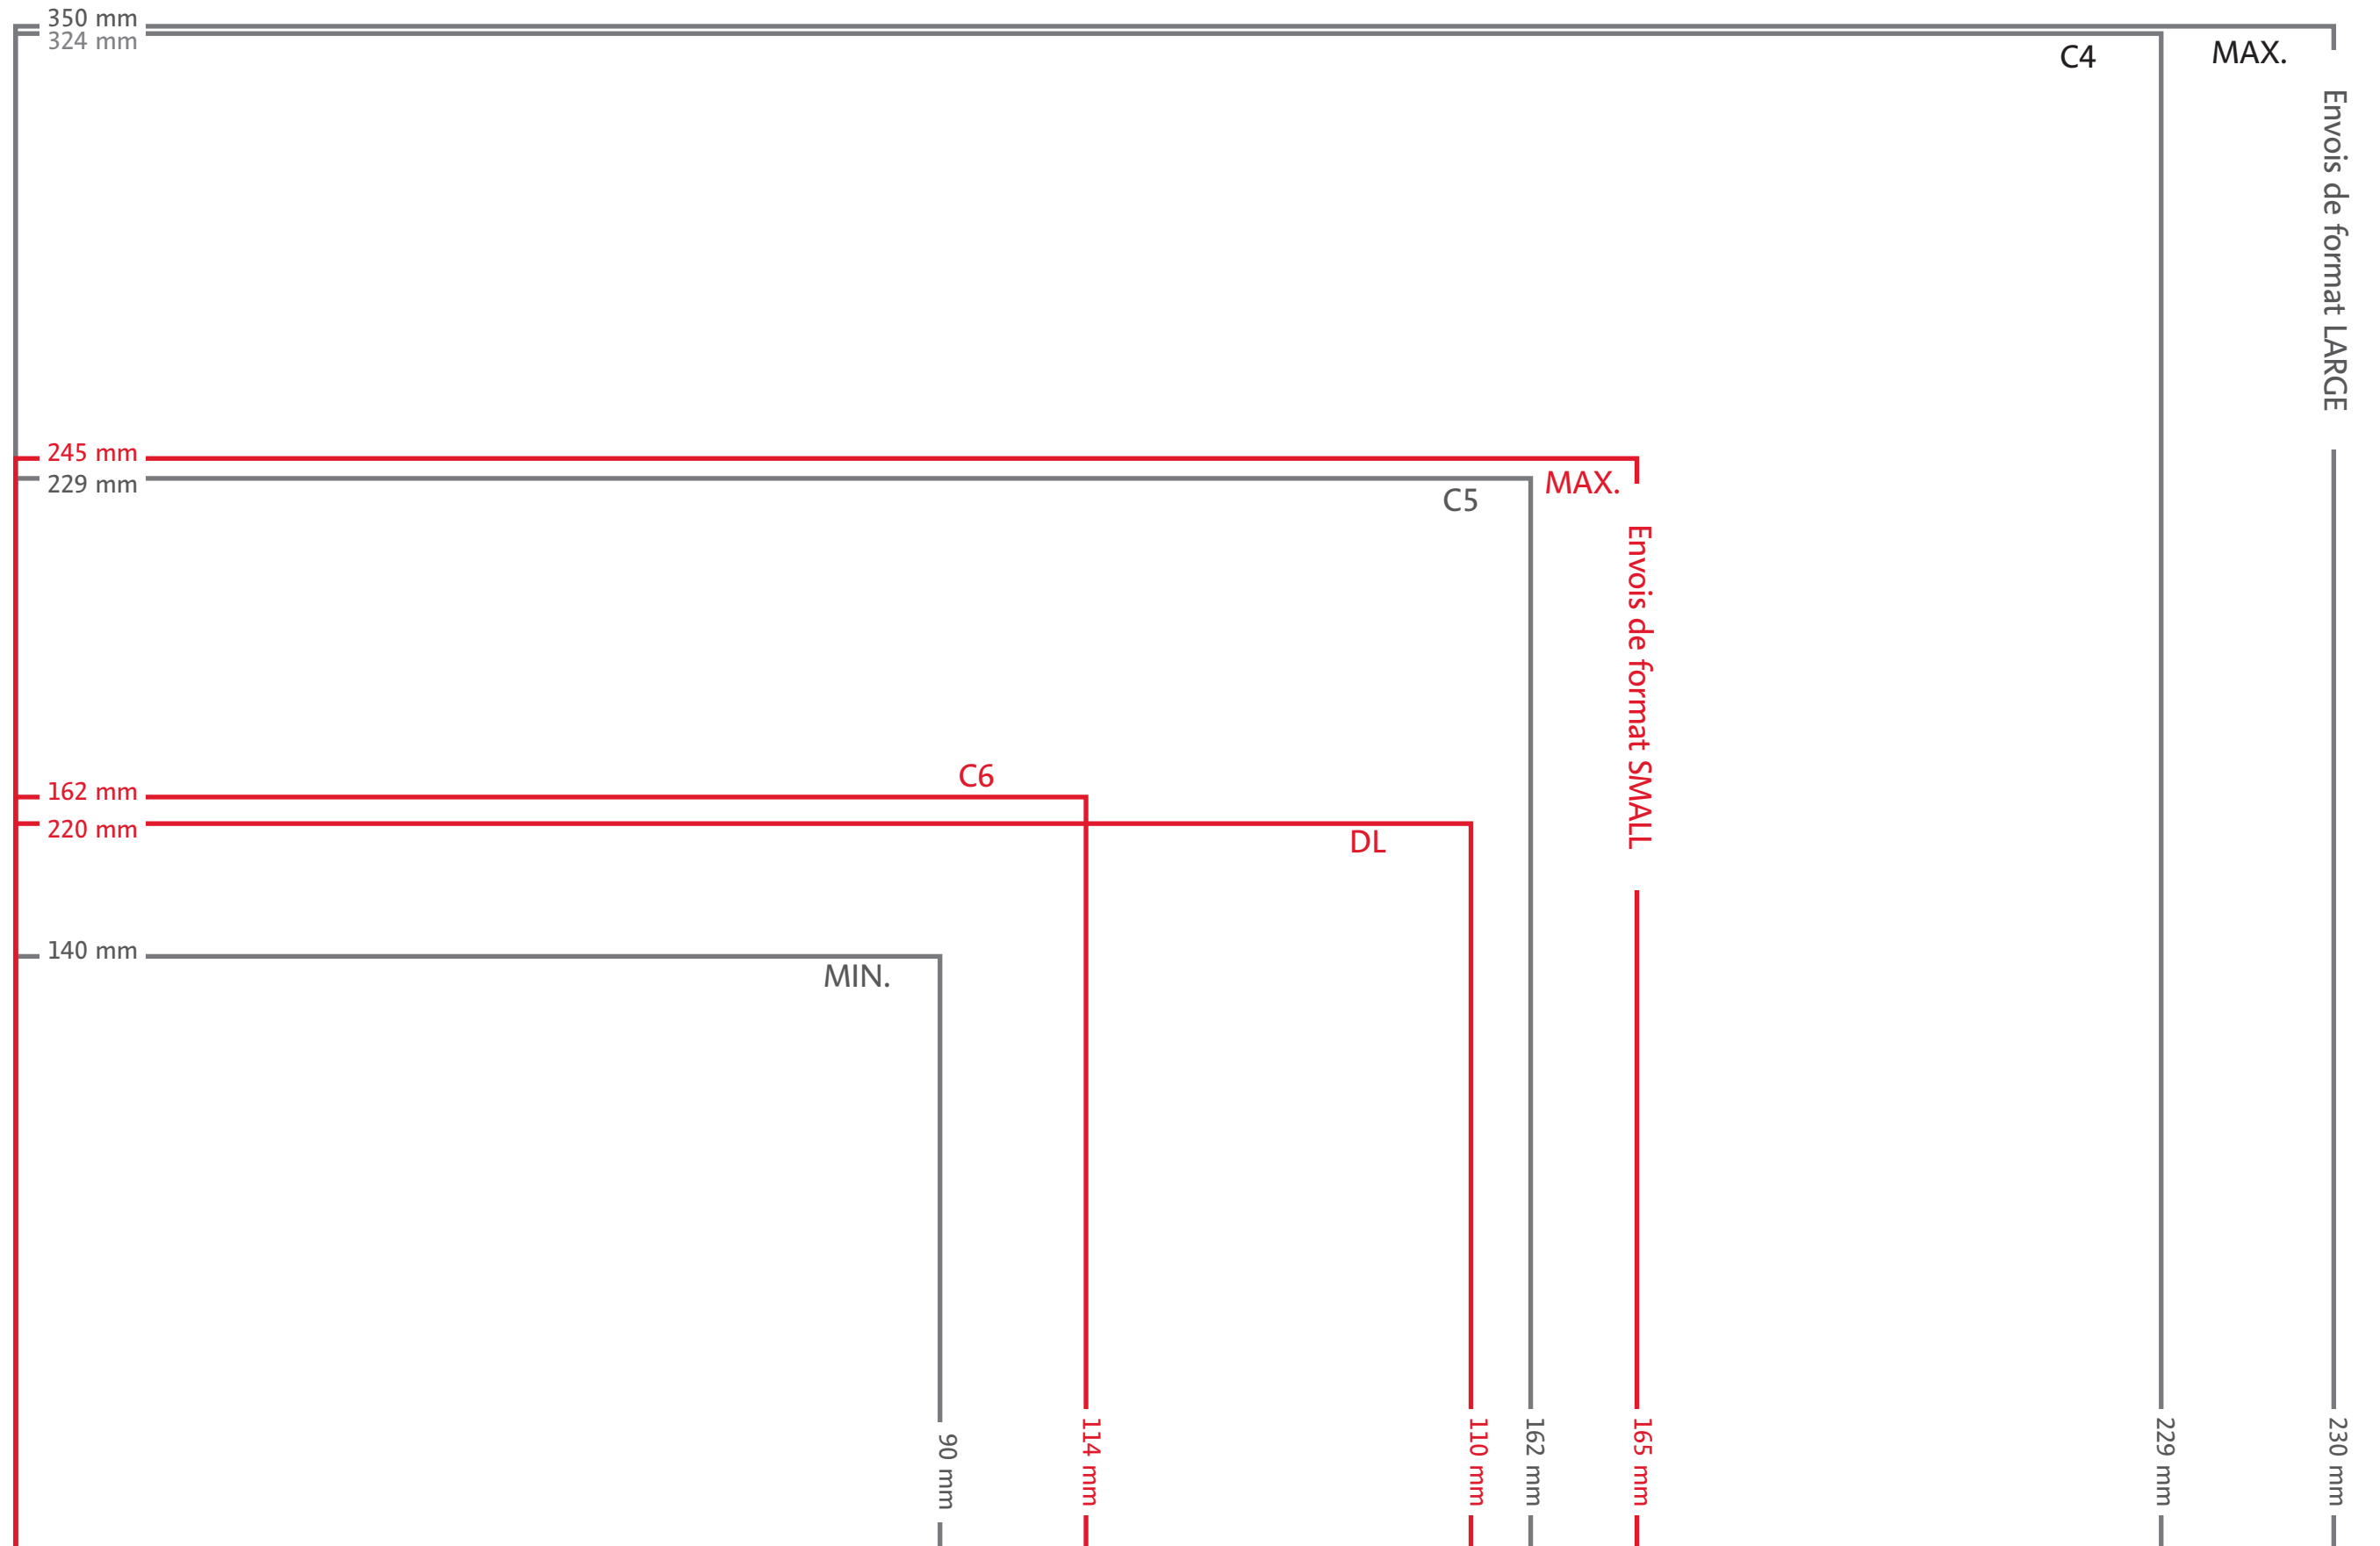 350 mm
324 mm
C4
MAX.
Envois de format LARGE
245 mm
229 mm
C5
MAX.
Envois de format SMALL
C6
162 mm
220 mm
DL
140 mm
MIN.
90 mm
114 mm
110 mm
162 mm
165 mm
229 mm
230 mm